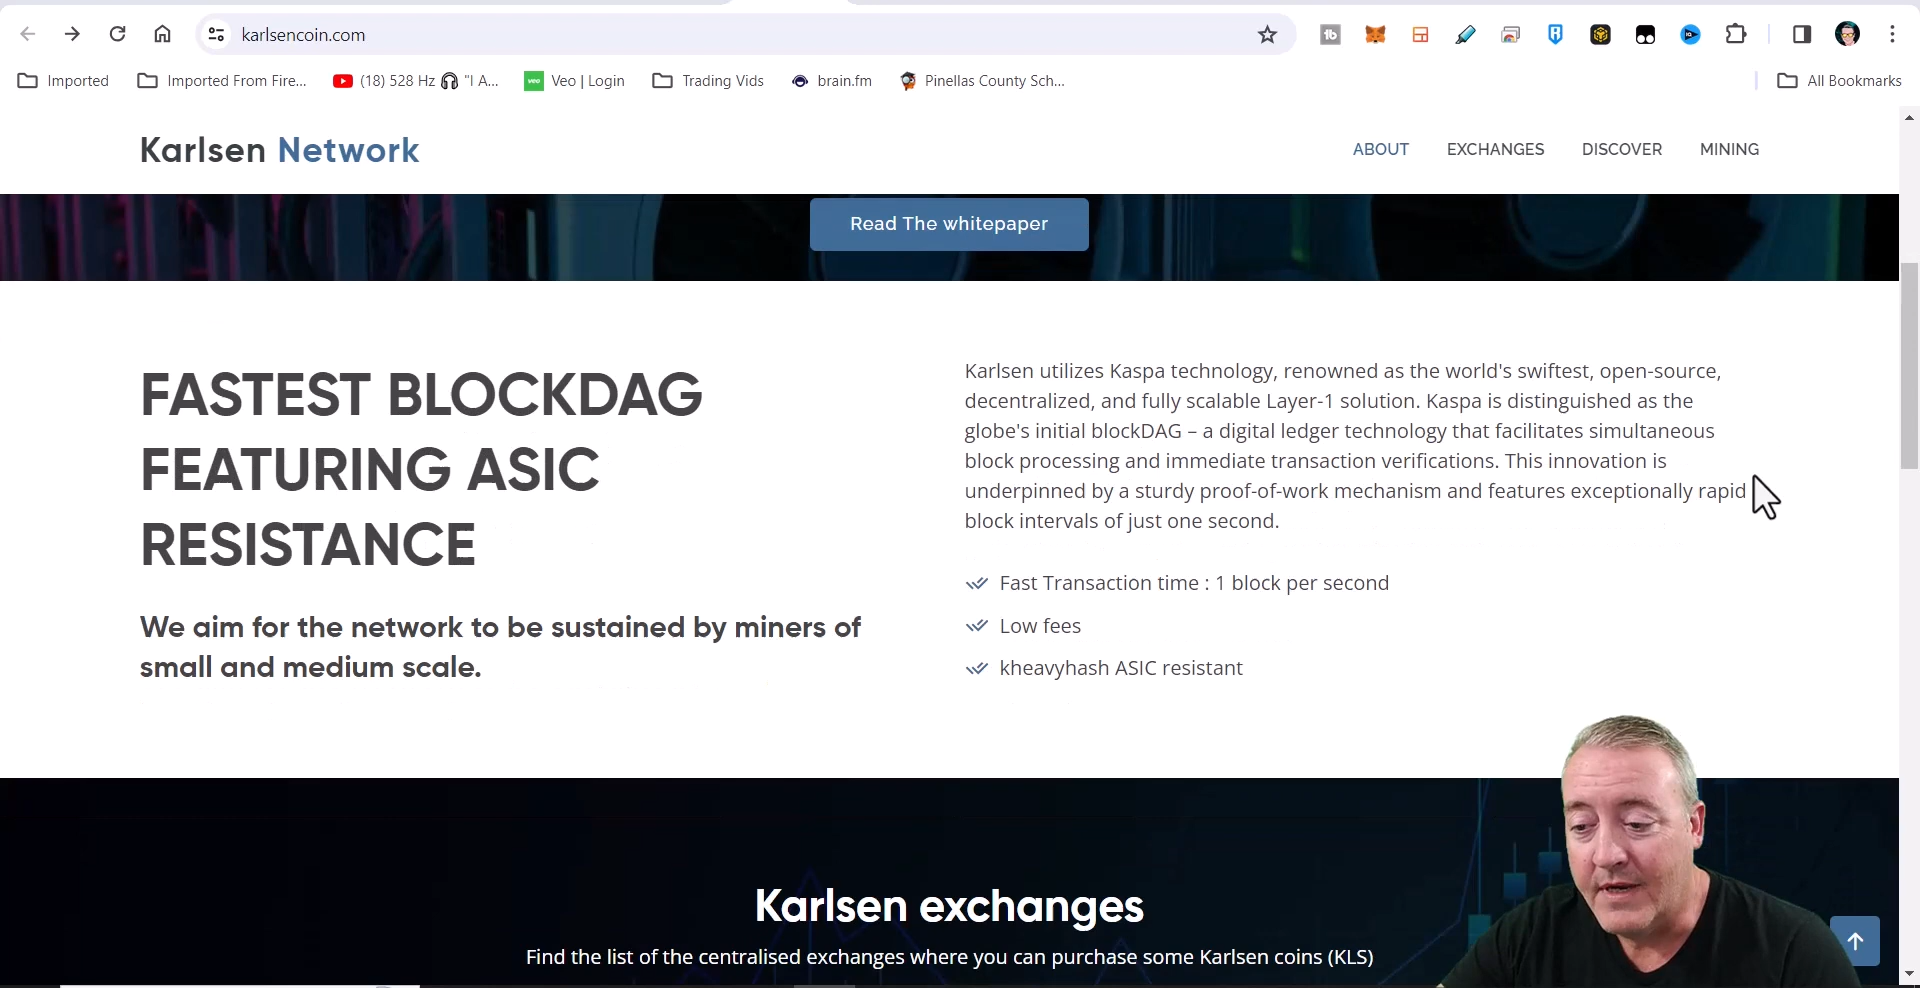 karlsencoin.com
Imported
Imported From Fire...
(18) 528 Hz 🎧 "I A...
veo
Veo | Login
Trading Vids
brain.fm
Pinellas County Sch...
All Bookmarks
Karlsen Network
ABOUT
EXCHANGES
DISCOVER
MINING
Read The whitepaper
FASTEST BLOCKDAG
FEATURING ASIC
RESISTANCE
We aim for the network to be sustained by miners of
small and medium scale.
Karlsen utilizes Kaspa technology, renowned as the world's swiftest, open-source,
decentralized, and fully scalable Layer-1 solution. Kaspa is distinguished as the
globe's initial blockDAG – a digital ledger technology that facilitates simultaneous
block processing and immediate transaction verifications. This innovation is
underpinned by a sturdy proof-of-work mechanism and features exceptionally rapid
block intervals of just one second.
Fast Transaction time : 1 block per second
Low fees
kheavyhash ASIC resistant
Karlsen exchanges
Find the list of the centralised exchanges where you can purchase some Karlsen coins (KLS)